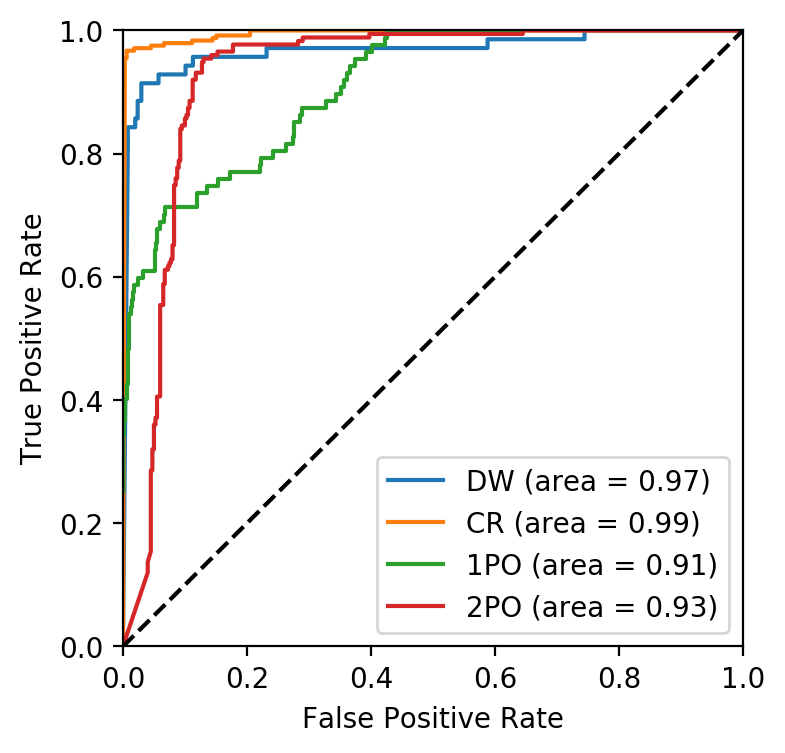 1.0
0.8
0.6
0.4
0.2
0.0
True Positive Rate
DW (area = 0.97)
CR (area = 0.99)
1PO (area = 0.91)
2PO (area = 0.93)
0.0 0.2 0.4 0.6 0.8 1.0
False Positive Rate